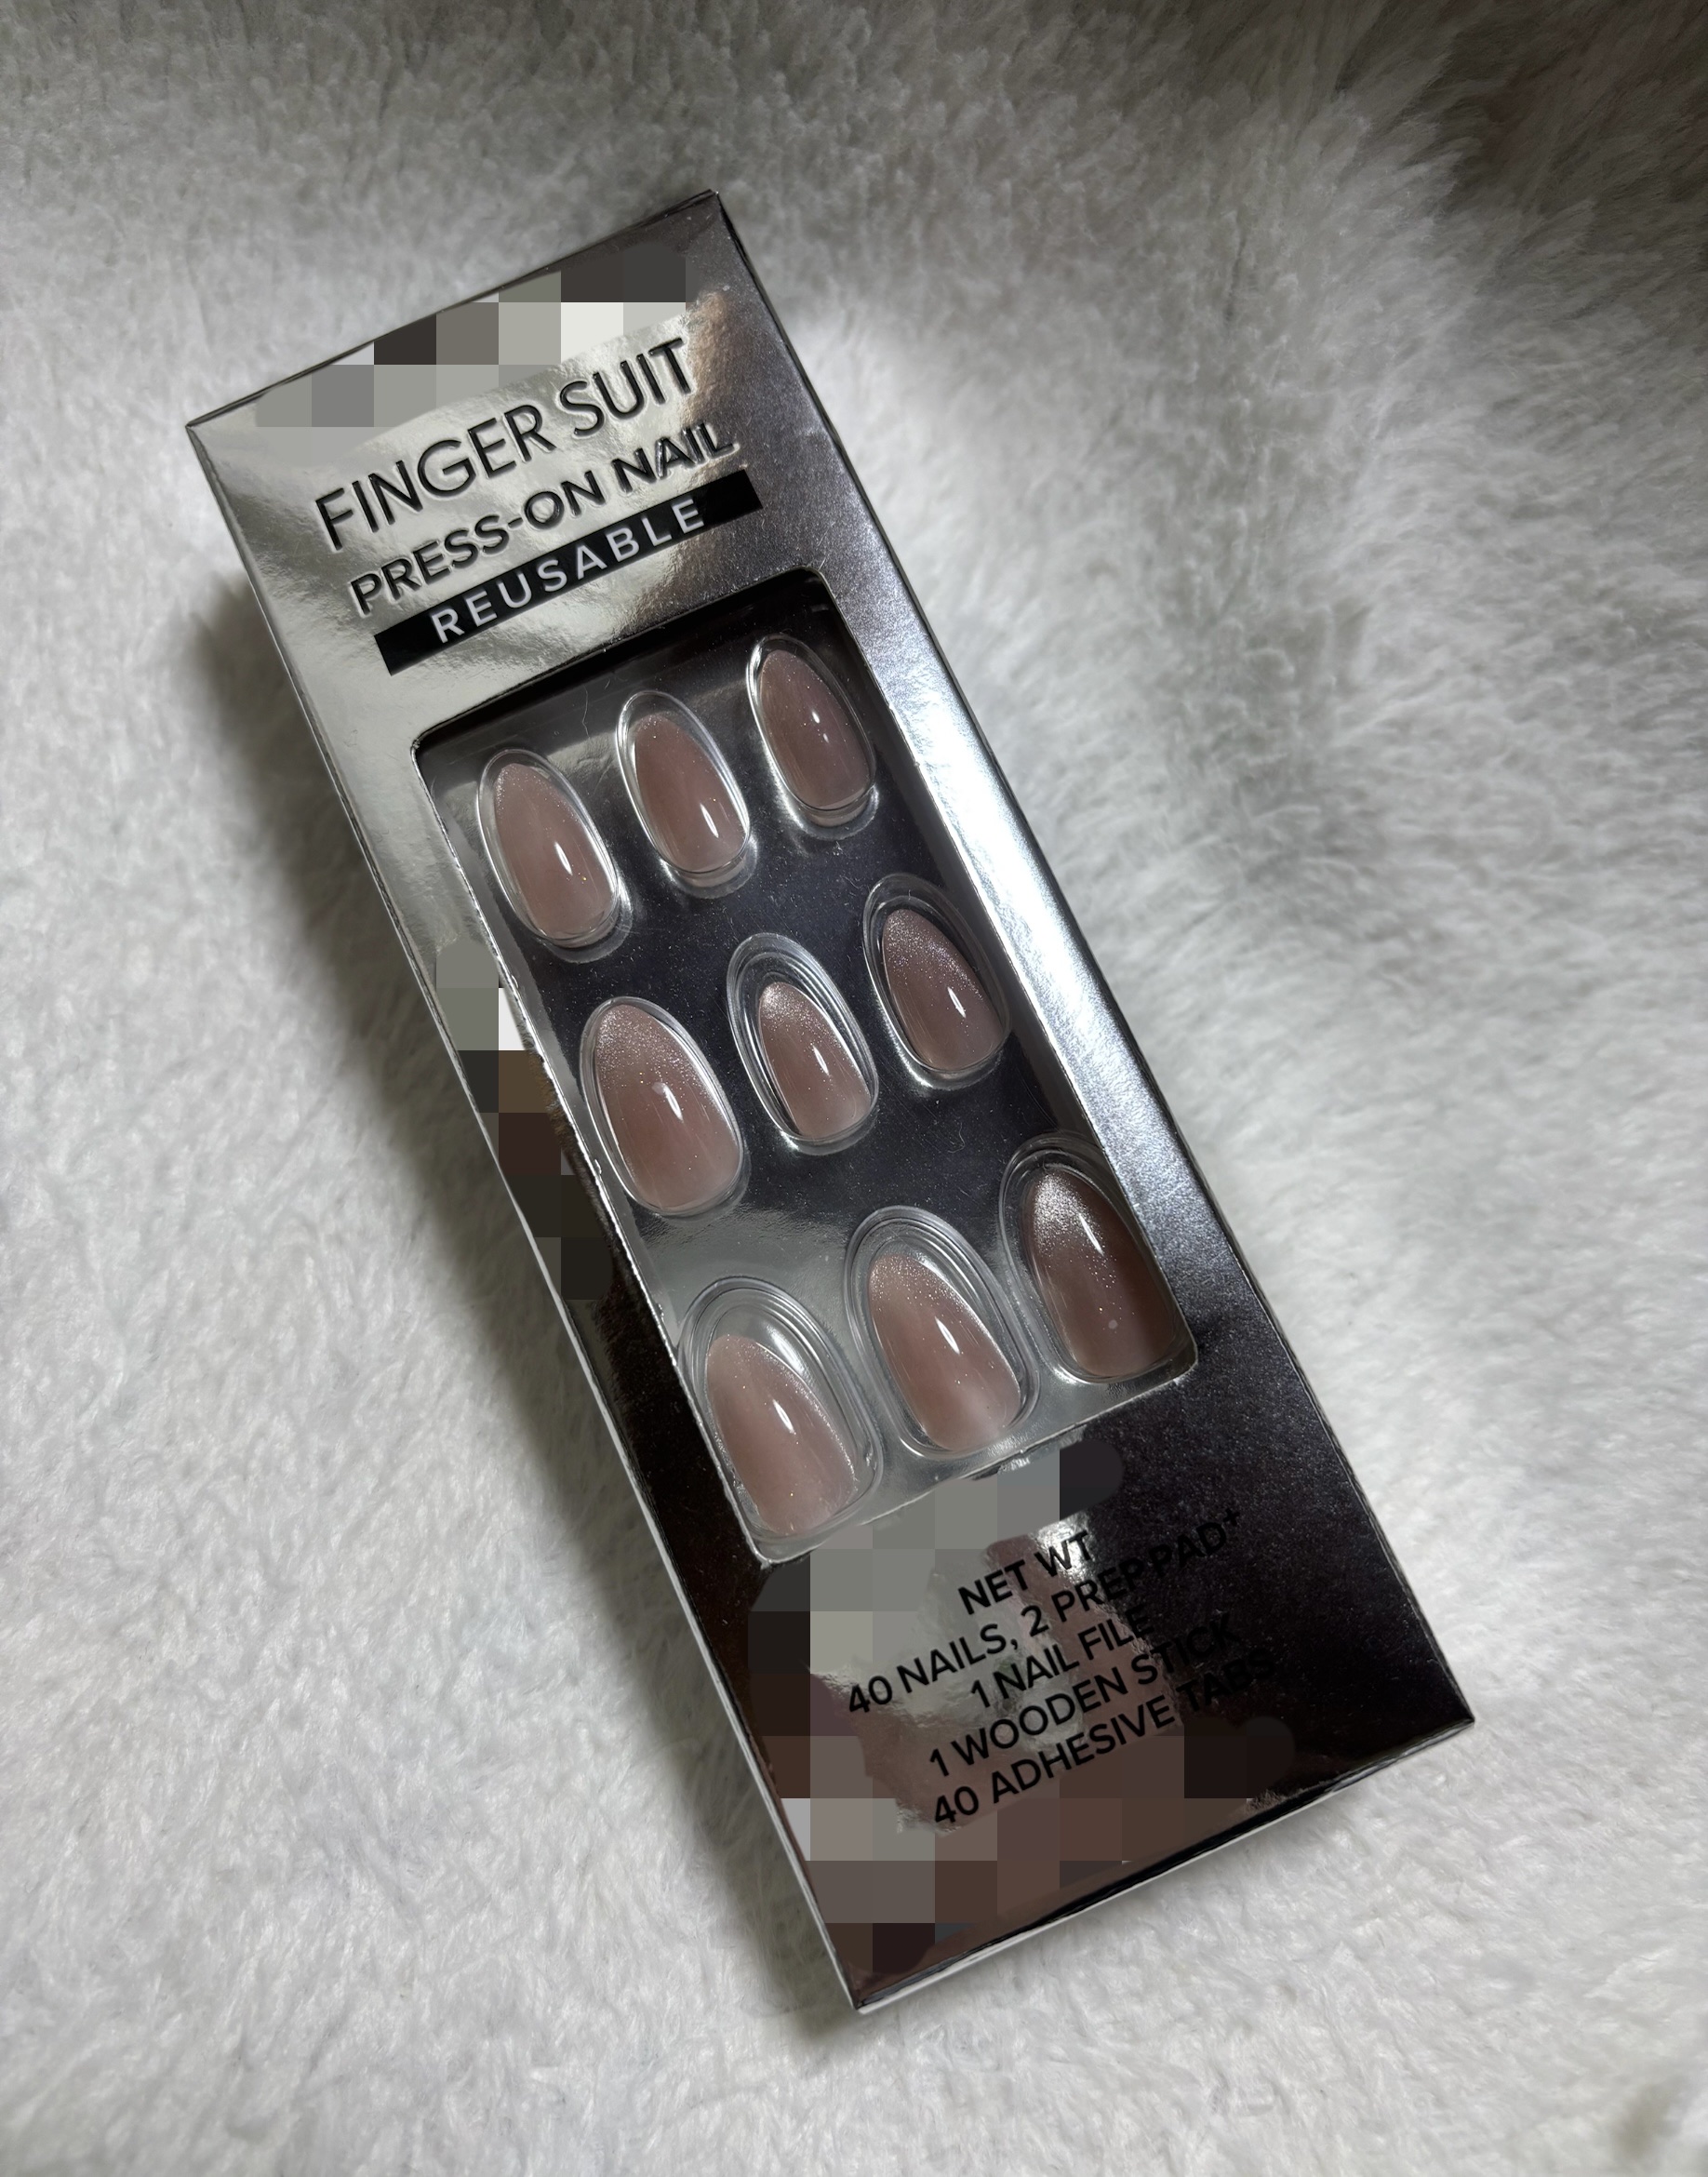 FINGER SUIT
PRESS-ON NAIL
REUSABLE
NET WT
40 NAILS, 2 PREP PAD+
1 NAIL FILE
1 WOODEN STICK
40 ADHESIVE TABS